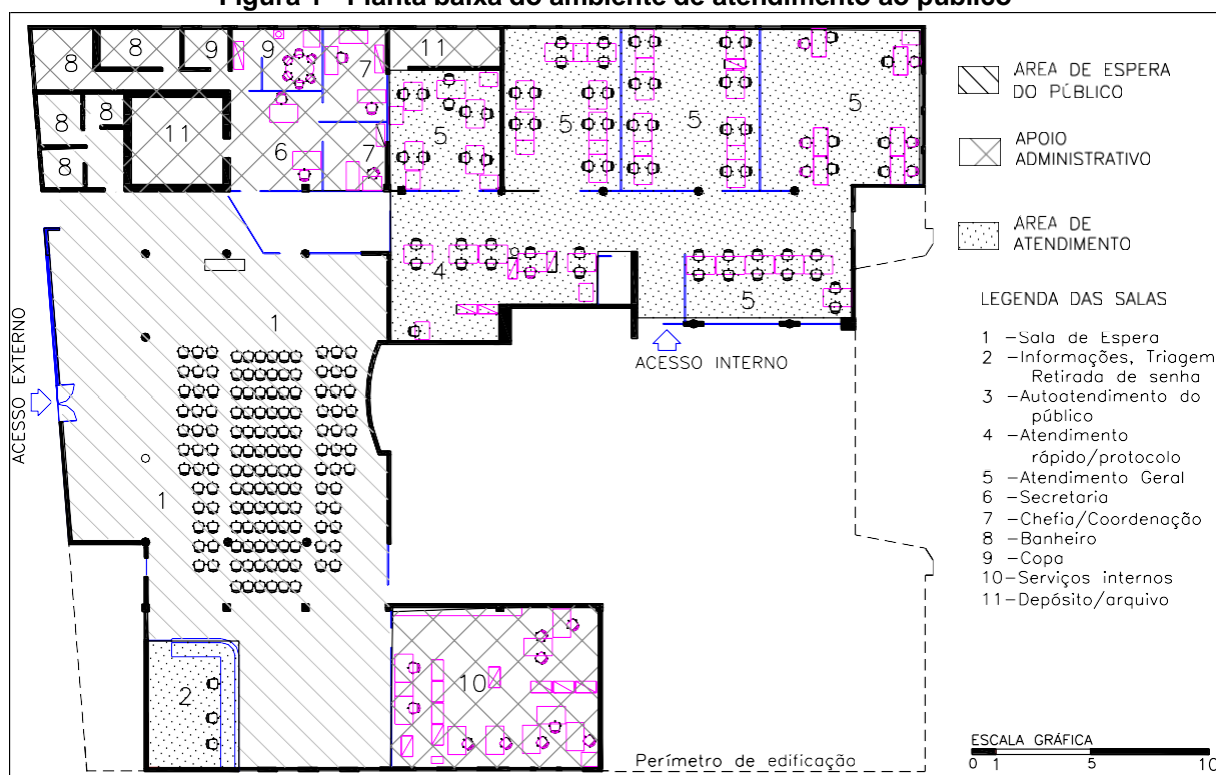 Figura 1 - Planta baixa do ambiente de atendimento ao público
8
8
9
9
7
11
5
5
5
8
8
11
5
6
7
8
AREA DE ESPERA
DO PÚBLICO
APOIO
ADMINISTRATIVO
AREA DE
ATENDIMENTO
4
5
1
ACESSO INTERNO
ACESSO EXTERNO
1
2
10
Perímetro de edificação
LEGENDA DAS SALAS
1 -Sala de Espera
2 -Informações, Triagem
Retirada de senha
3 -Autoatendimento do
público
4 -Atendimento
rápido/protocolo
5 -Atendimento Geral
6 -Secretaria
7 -Chefia/Coordenação
8 -Banheiro
9 -Copa
10-Serviços internos
11-Depósito/arquivo
ESCALA GRÁFICA
0 1 5 10